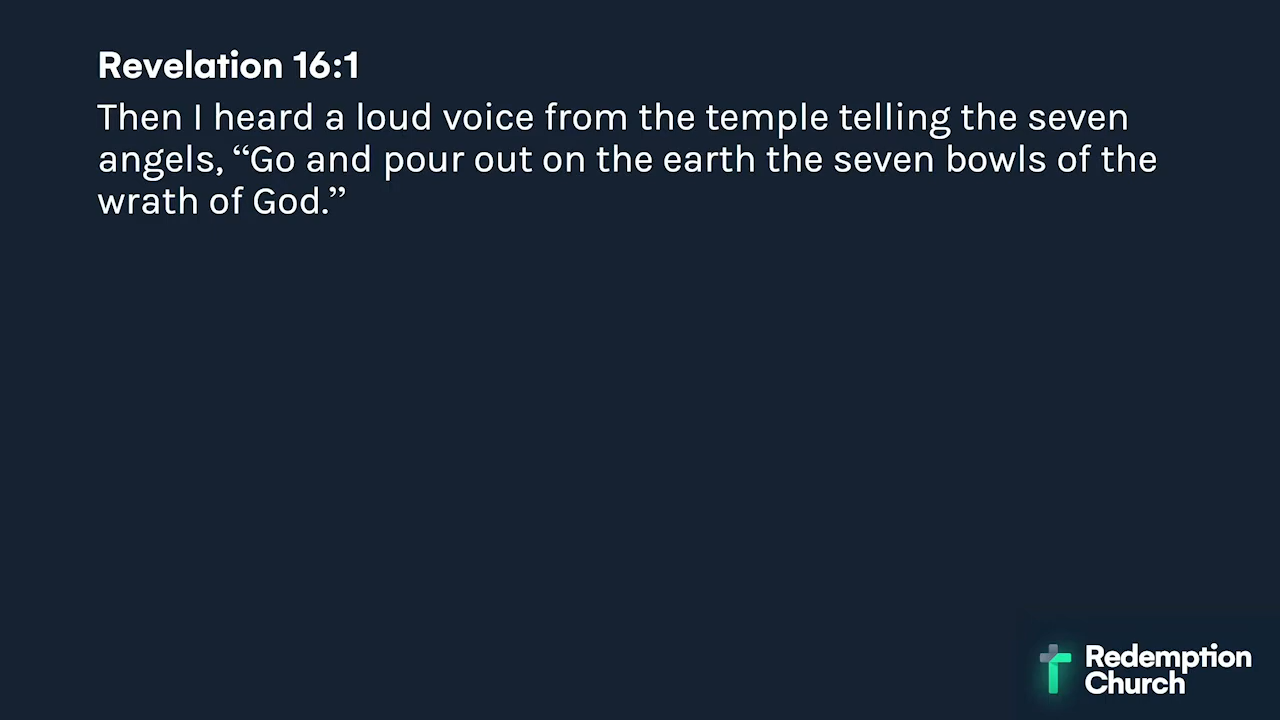 Revelation 16:1
Then I heard a loud voice from the temple telling the seven
angels, “Go and pour out on the earth the seven bowls of the
wrath of God.”
Redemption
Church